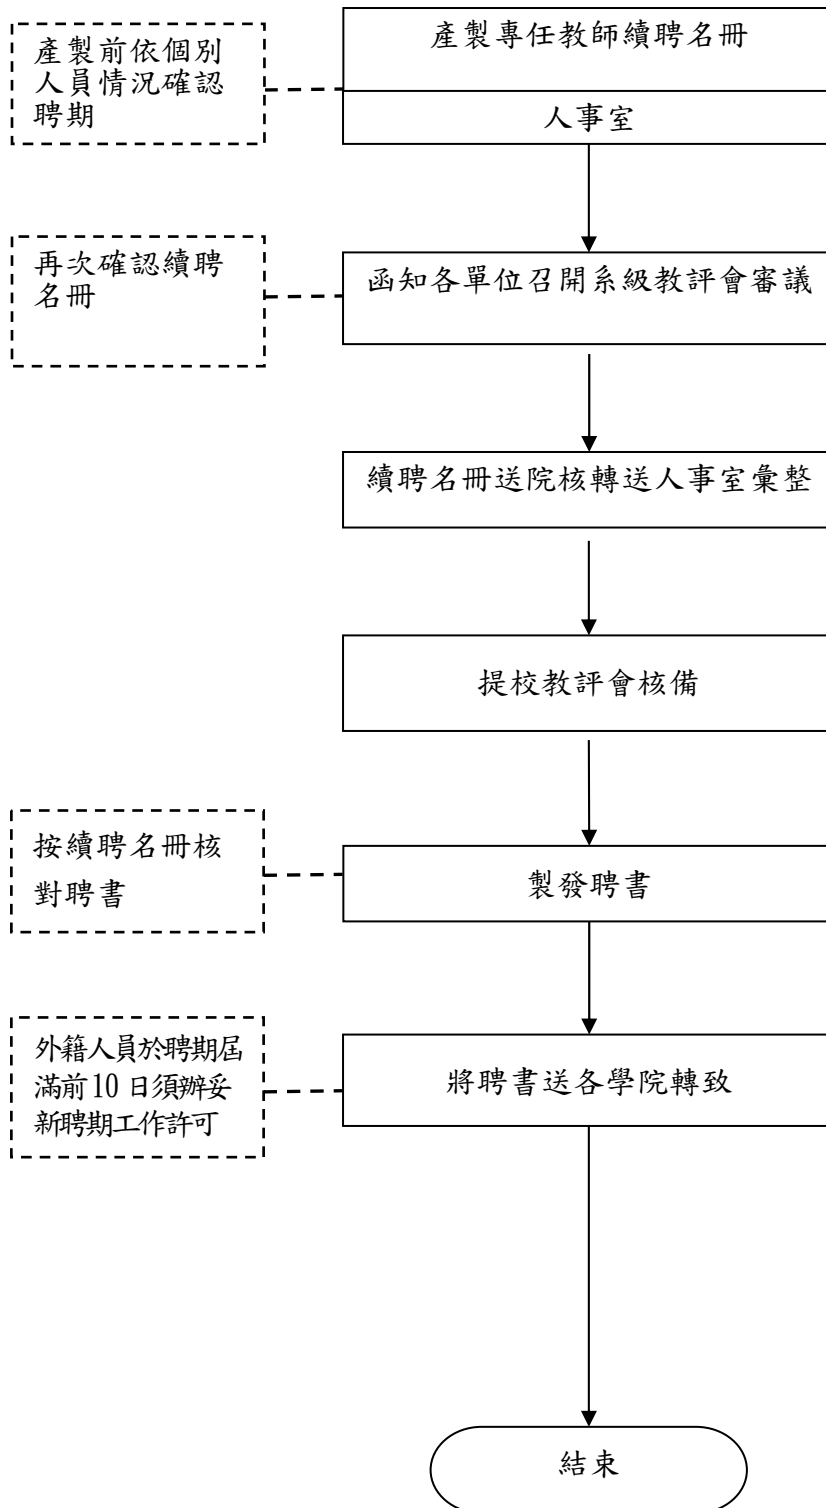 產製前依個別
人員情況確認
聘期
產製專任教師續聘名冊
人事室
再次確認續聘
名冊
函知各單位召開系級教評會審議
續聘名冊送院核轉送人事室彙整
提校教評會核備
按續聘名冊核
對聘書
製發聘書
外籍人員於聘期屆
滿前10日須辦妥
新聘期工作許可
將聘書送各學院轉致
結束